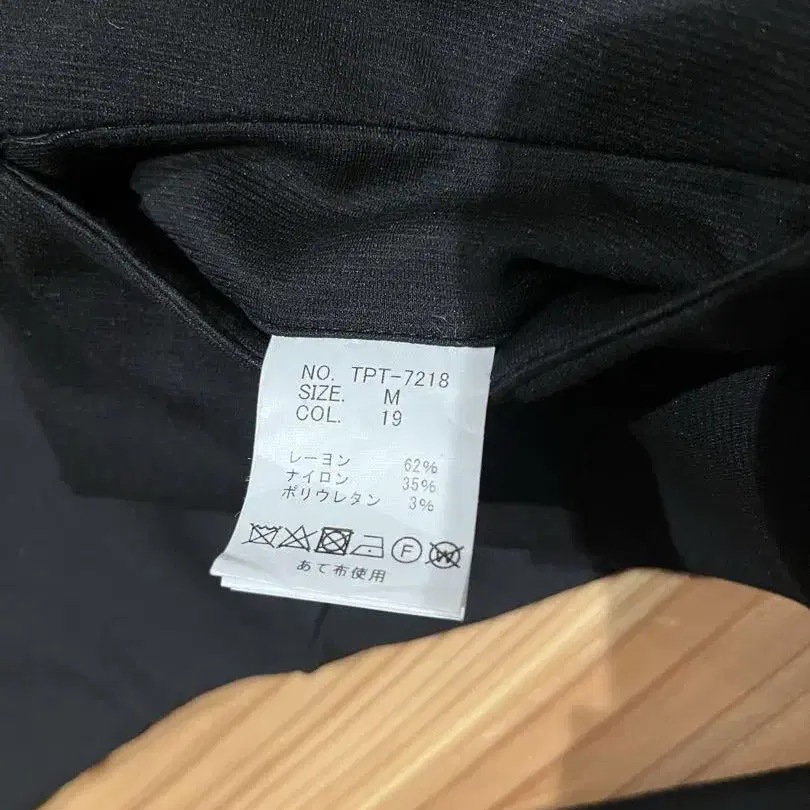 NO. TPT-7218
SIZE. M
COL. 19
レーヨン 62%
ナイロン 35%
ポリウレタン 3%
F W
あて布使用